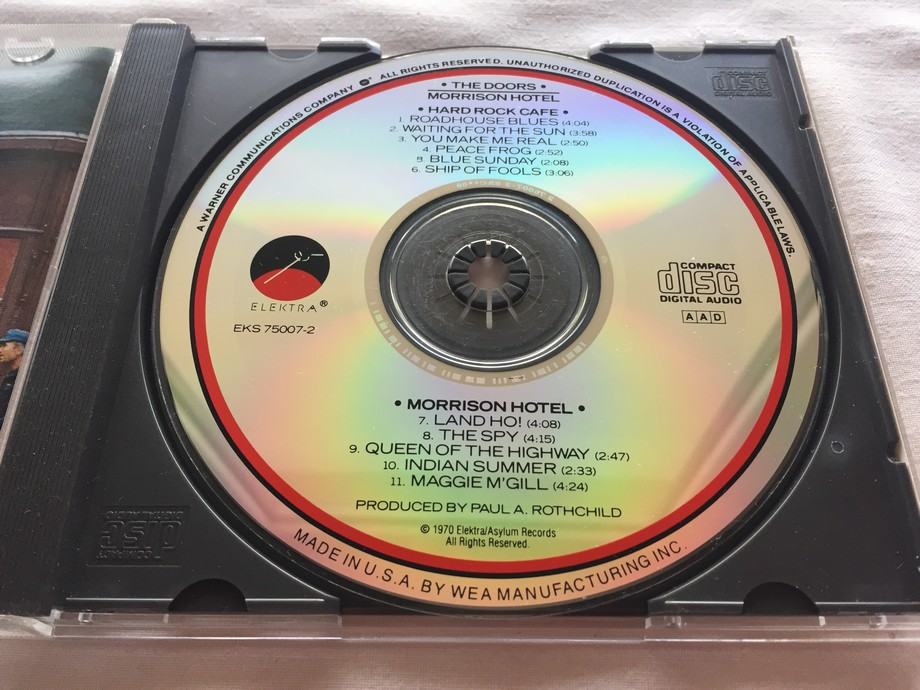 A WARNER COMMUNICATIONS COMPANY ALL RIGHTS RESERVED. UNAUTHORIZED DUPLICATION IS A VIOLATION OF APPLICABLE LAWS.
• THE DOORS •
MORRISON HOTEL
• HARD ROCK CAFE •
1. ROADHOUSE BLUES (4:04)
2. WAITING FOR THE SUN (3:58)
3. YOU MAKE ME REAL (2:50)
4. PEACE FROG (2:52)
5. BLUE SUNDAY (2:08)
6. SHIP OF FOOLS (3:06)
ELEKTRA®
EKS 75007-2
COMPACT
disc
DIGITAL AUDIO
AAD
• MORRISON HOTEL •
7. LAND HO! (4:08)
8. THE SPY (4:15)
9. QUEEN OF THE HIGHWAY (2:47)
10. INDIAN SUMMER (2:33)
11. MAGGIE M'GILL (4:24)
PRODUCED BY PAUL A. ROTHCHILD
© 1970 Elektra/Asylum Records
All Rights Reserved.
MADE IN U.S.A. BY WEA MANUFACTURING INC.
disc
COMPACT
disc
DIGITAL AUDIO